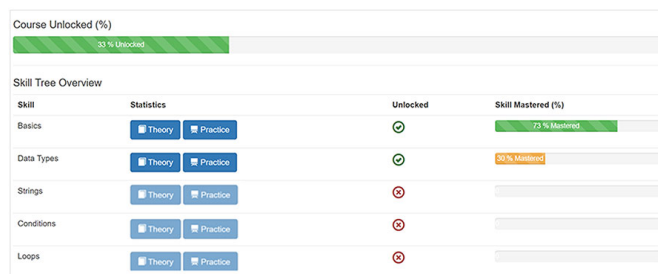 Course Unlocked (%)
33 % Unlocked
Skill Tree Overview
Skill Statistics Unlocked Skill Mastered (%)
Basics Theory Practice 73 % Mastered
Data Types Theory Practice 30 % Mastered
Strings Theory Practice
Conditions Theory Practice
Loops Theory Practice